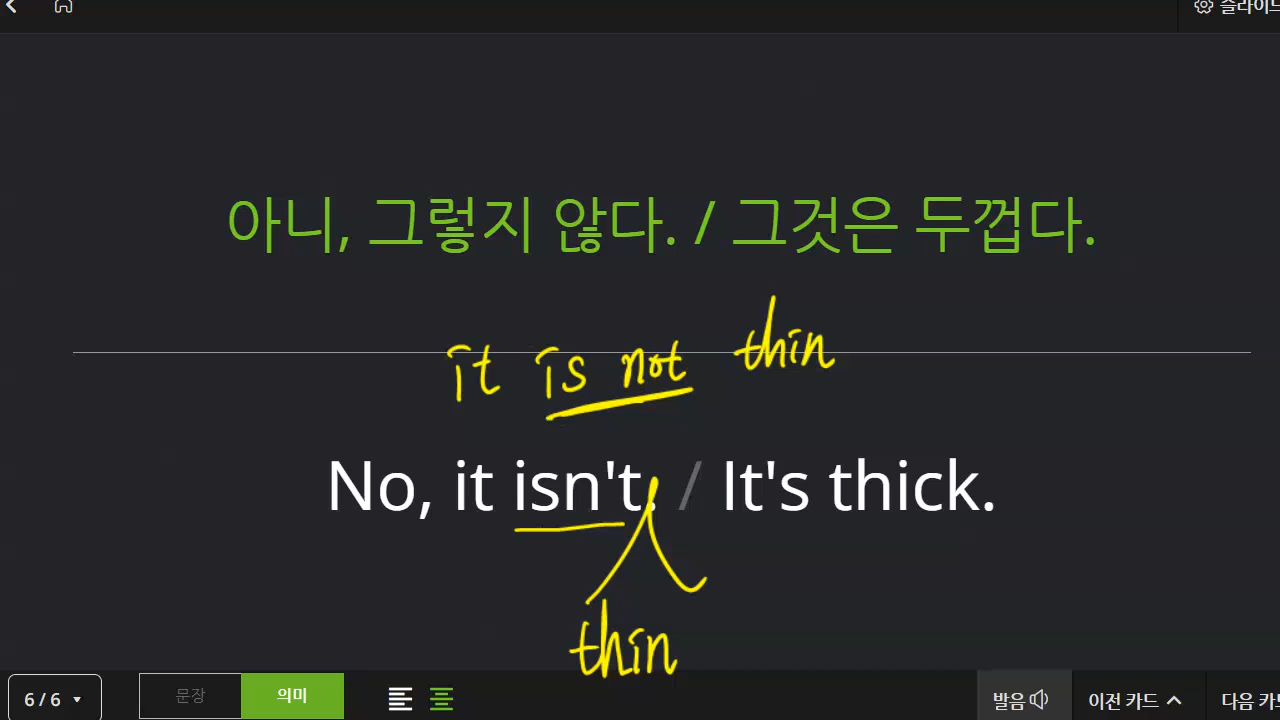 슬라이드
아니, 그렇지 않다. / 그것은 두껍다.
it is not thin
No, it isn't. / It's thick.
thin
6 / 6 문장 의미 발음 이전 카드 다음 카드